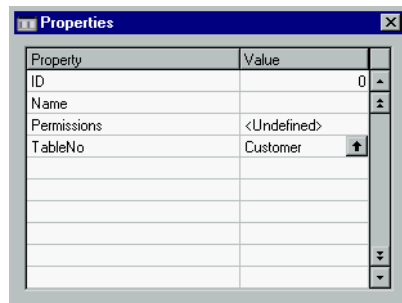 Properties
Property Value
ID 0
Name
Permissions <Undefined>
TableNo Customer